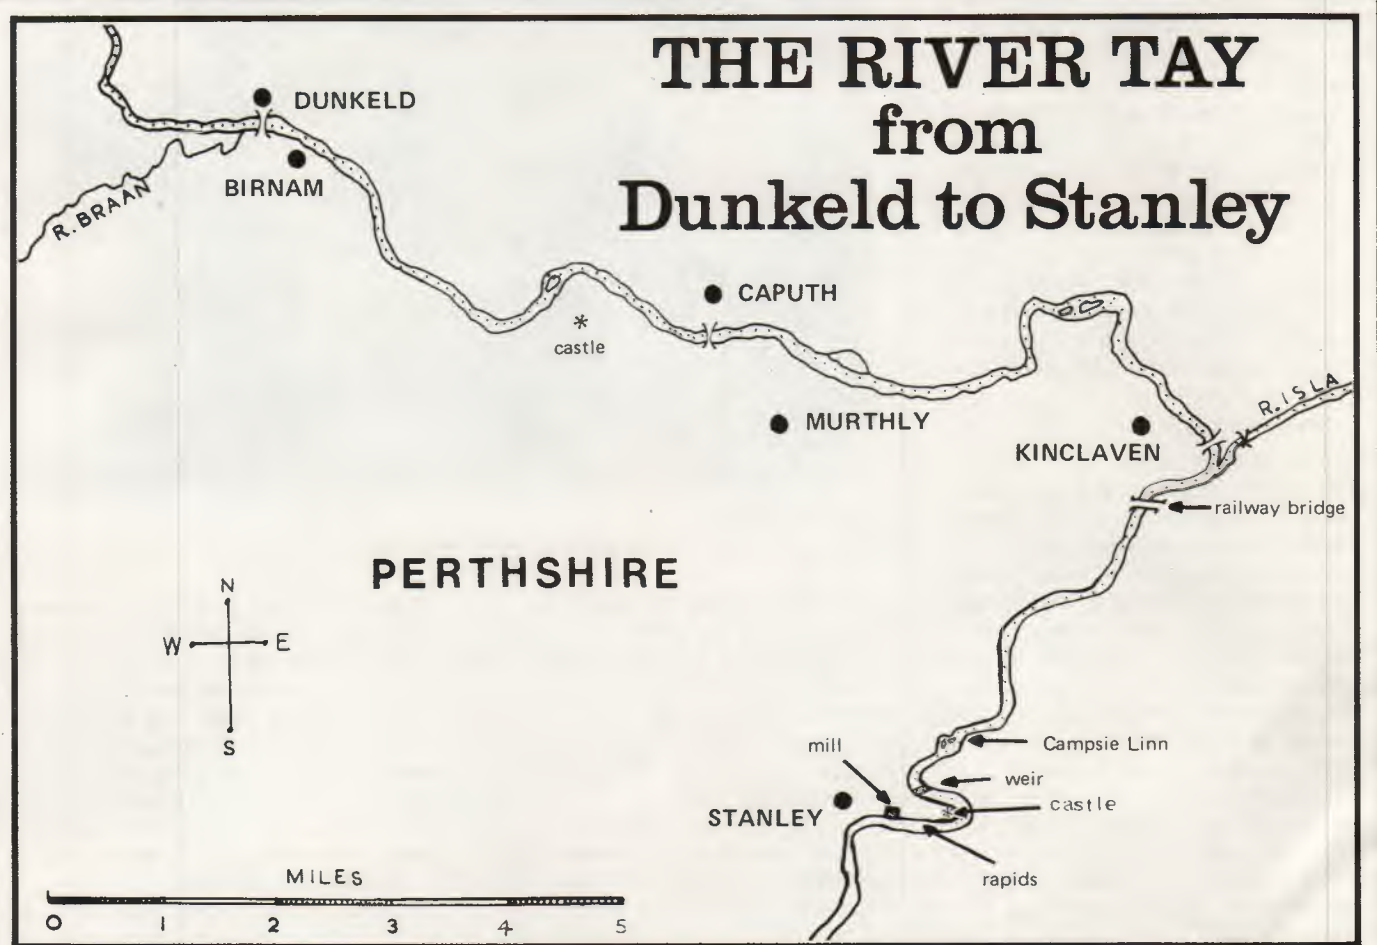 THE RIVER TAY
from
Dunkeld to Stanley
DUNKELD
BIRNAM
R. BRAAN
CAPUTH
castle
MURTHLY
R. ISLA
KINCLAVEN
railway bridge
PERTHSHIRE
N
W E
S
mill
Campsie Linn
weir
castle
STANLEY
rapids
MILES
0 1 2 3 4 5